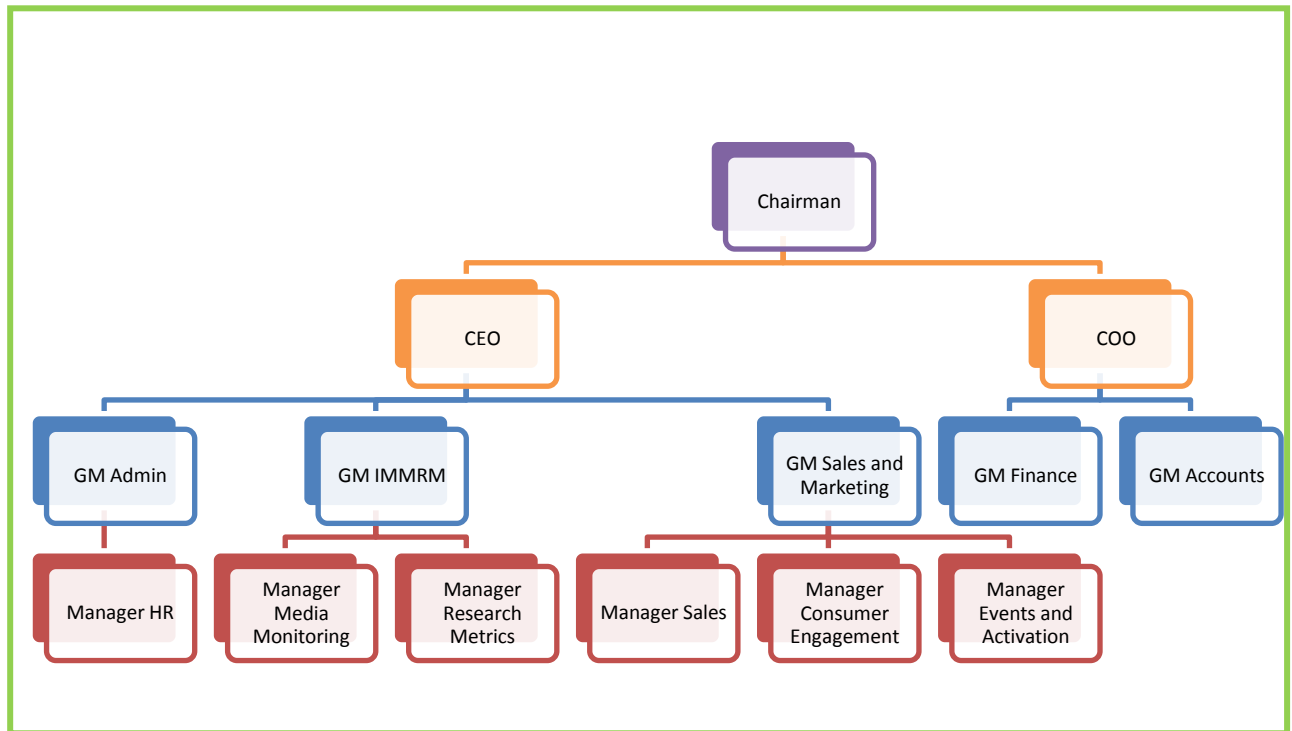 Chairman
CEO
COO
GM Admin
GM IMMRM
GM Sales and
Marketing
GM Finance
GM Accounts
Manager HR
Manager
Media
Monitoring
Manager
Research
Metrics
Manager Sales
Manager
Consumer
Engagement
Manager
Events and
Activation